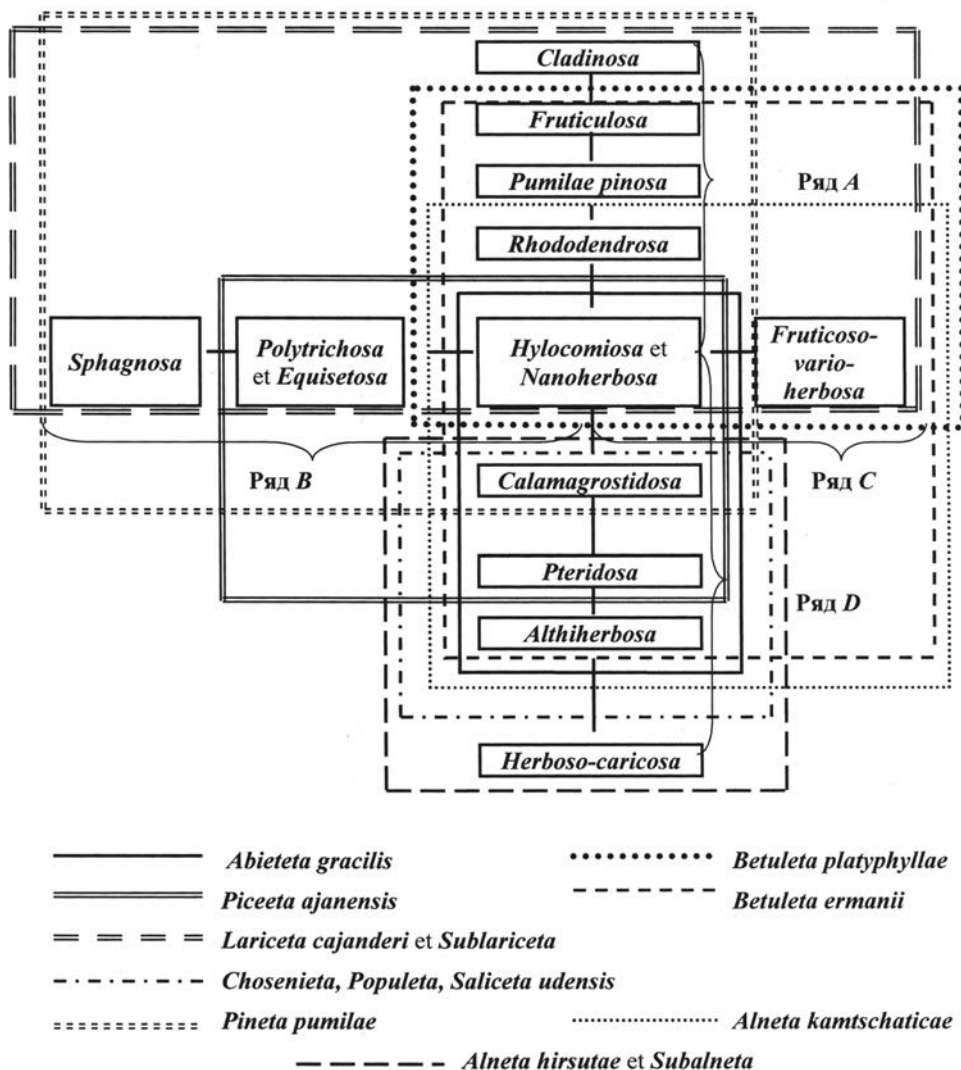 Cladinosa
Fruticulosa
Pumilae pinosa
Ряд A
Rhododendrosa
Sphagnosa
Polytrichosa
et Equisetosa
Hylocomiosa et
Nanoherbosa
Fruticoso-
vario-
herbosa
Ряд B
Calamagrostidosa
Ряд C
Pteridosa
Ряд D
Althiherbosa
Herboso-caricosa
Abieteta gracilis
Betuleta platyphyllae
Piceeta ajanensis
Betuleta ermanii
Lariceta cajanderi et Sublariceta
Chosenieta, Populeta, Saliceta udensis
Pineta pumilae
Alneta kamtschaticae
Alneta hirsutae et Subalneta